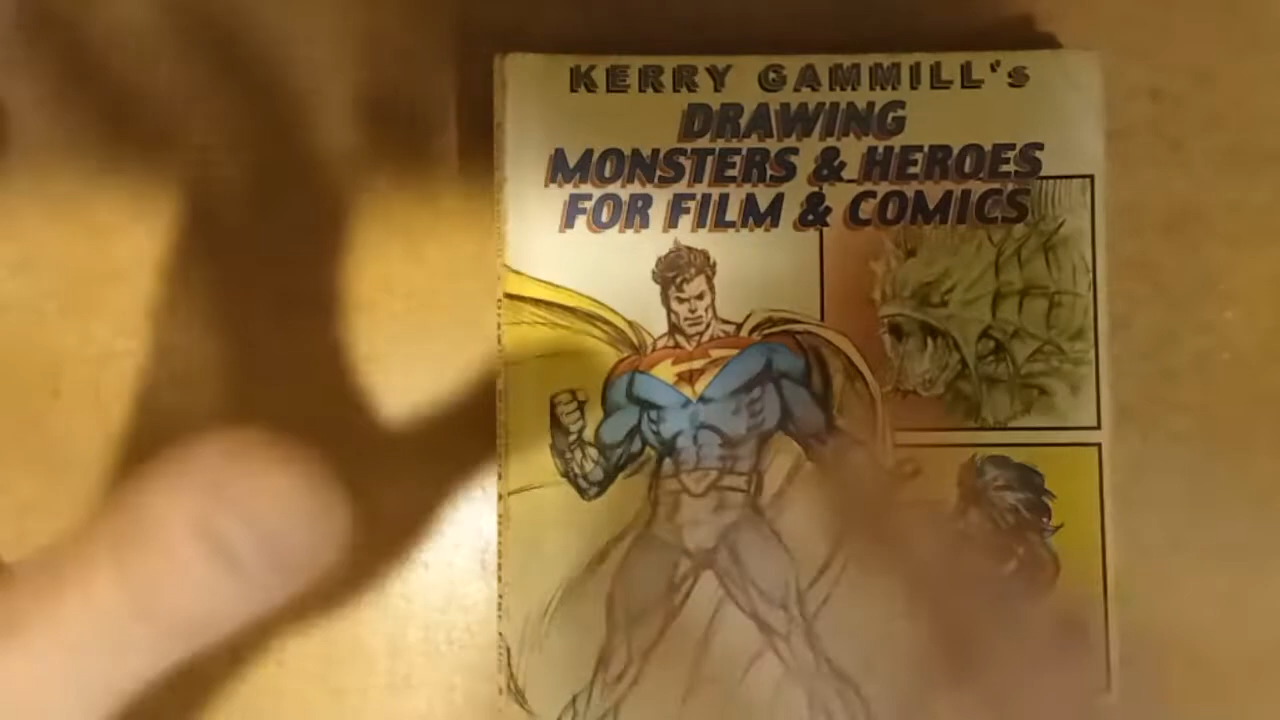 KERRY GAMMILL's
DRAWING
MONSTERS & HEROES
FOR FILM & COMICS